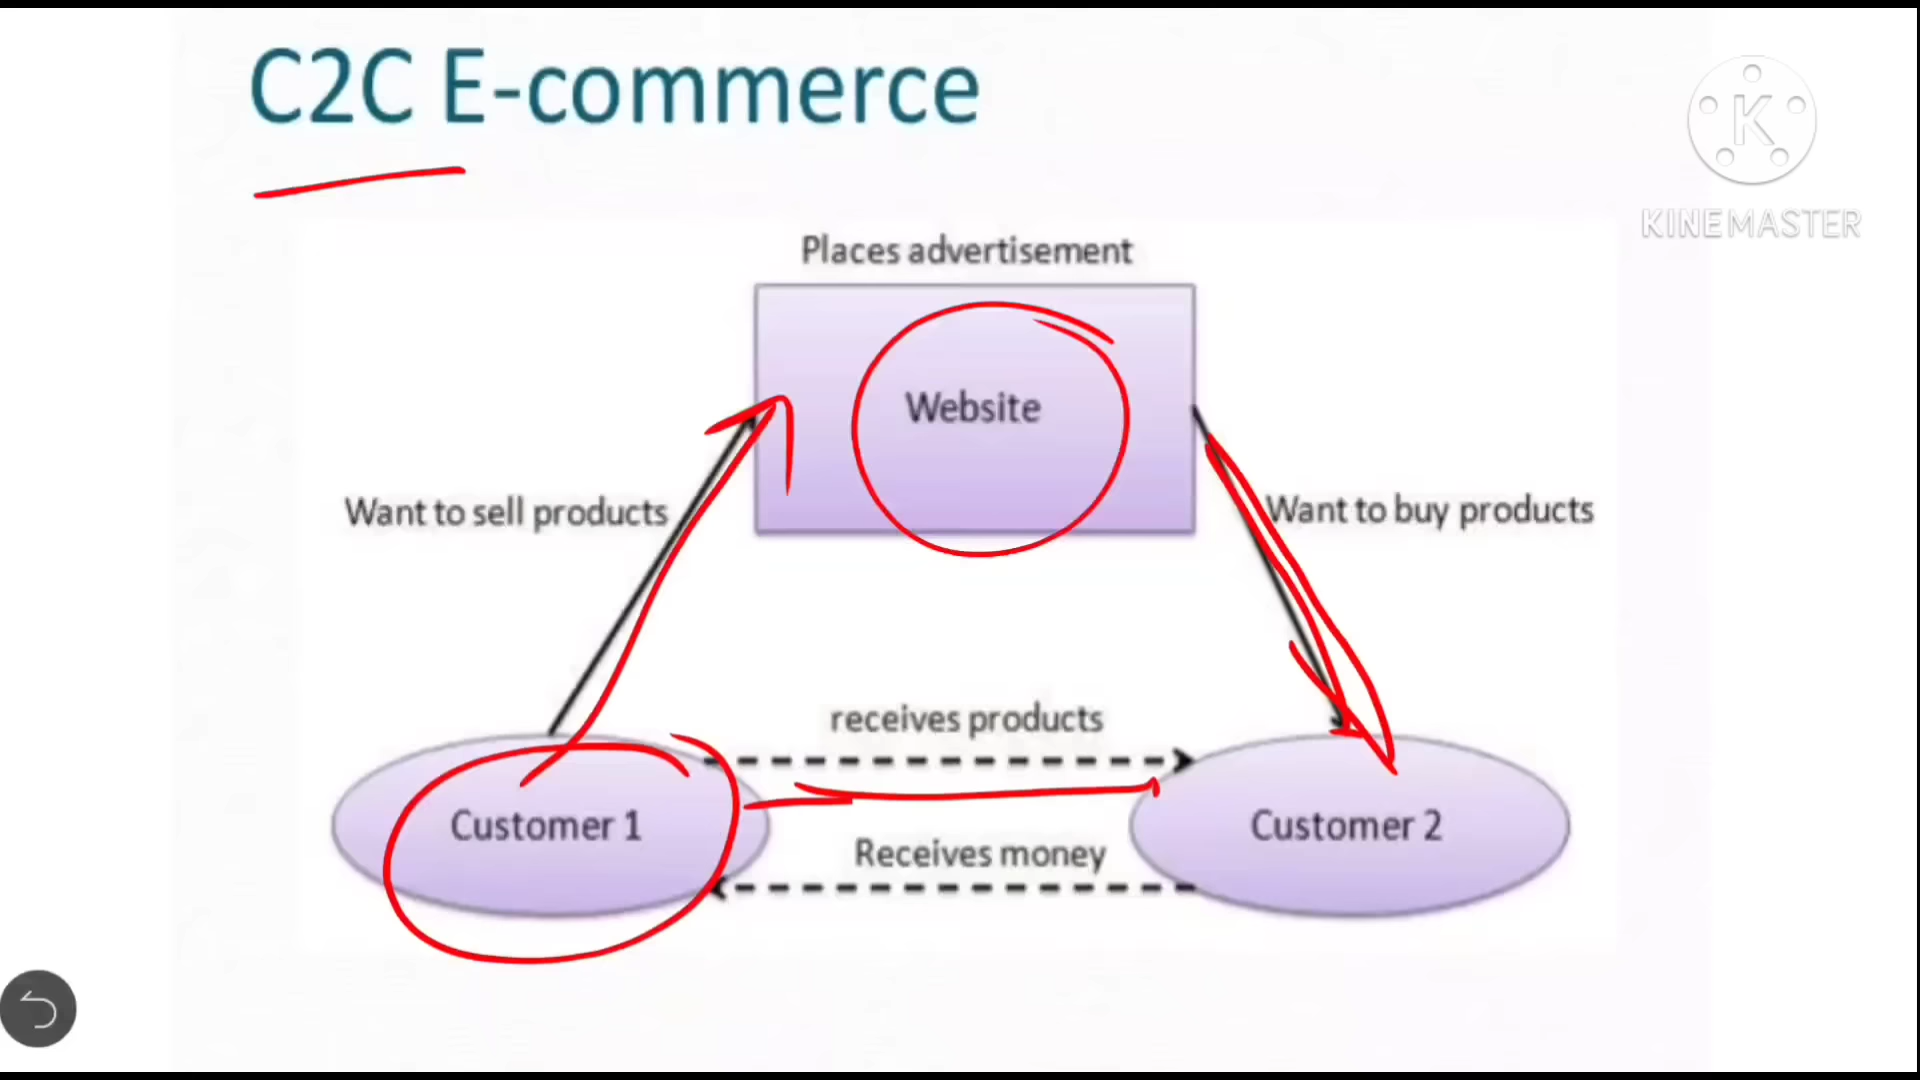 C2C E-commerce
K
KINEMASTER
Places advertisement
Website
Want to sell products
Want to buy products
receives products
Customer 1
Customer 2
Receives money